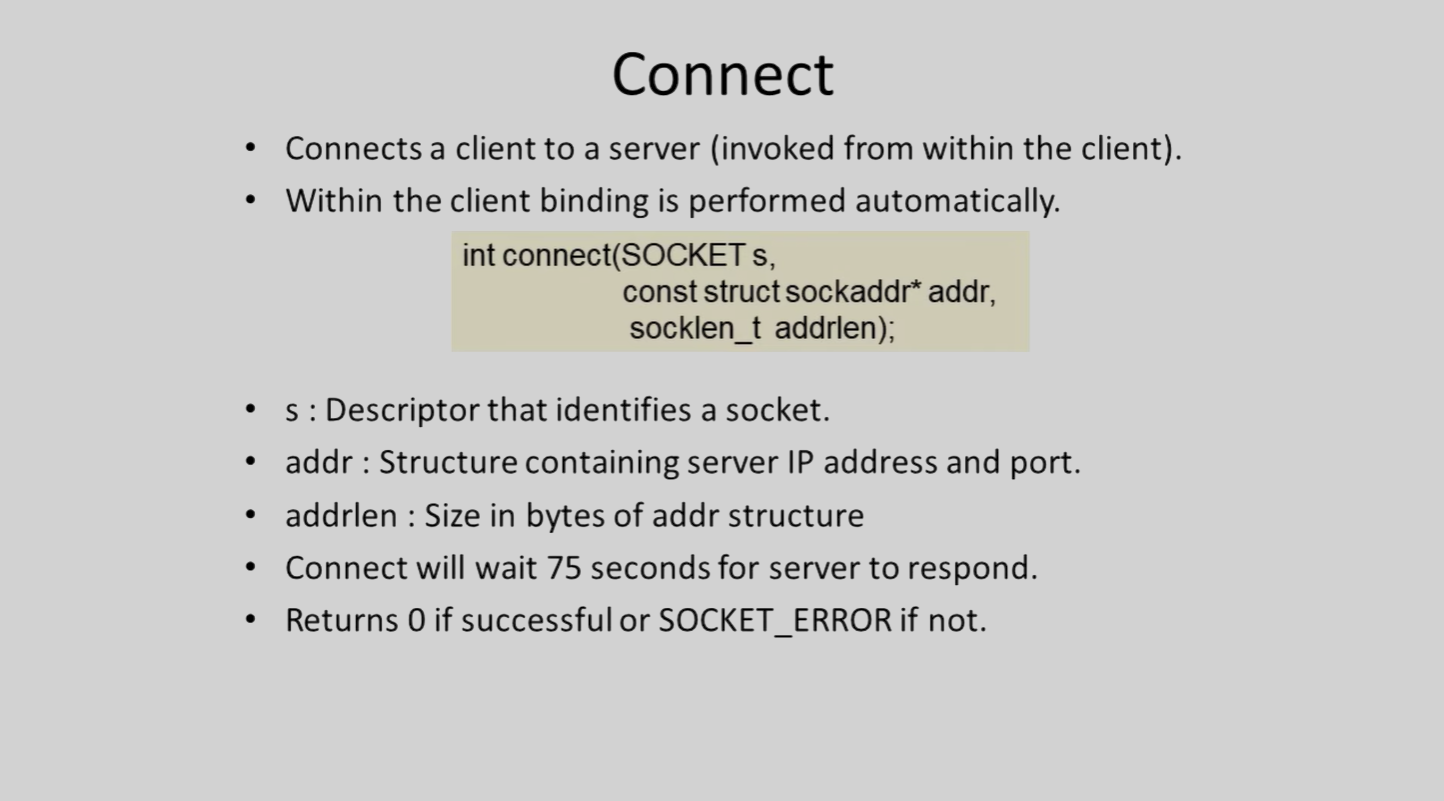 Connect
• Connects a client to a server (invoked from within the client).
• Within the client binding is performed automatically.
int connect(SOCKET s,
const struct sockaddr* addr,
socklen_t addrlen);
• s : Descriptor that identifies a socket.
• addr : Structure containing server IP address and port.
• addrlen : Size in bytes of addr structure
• Connect will wait 75 seconds for server to respond.
• Returns 0 if successful or SOCKET_ERROR if not.